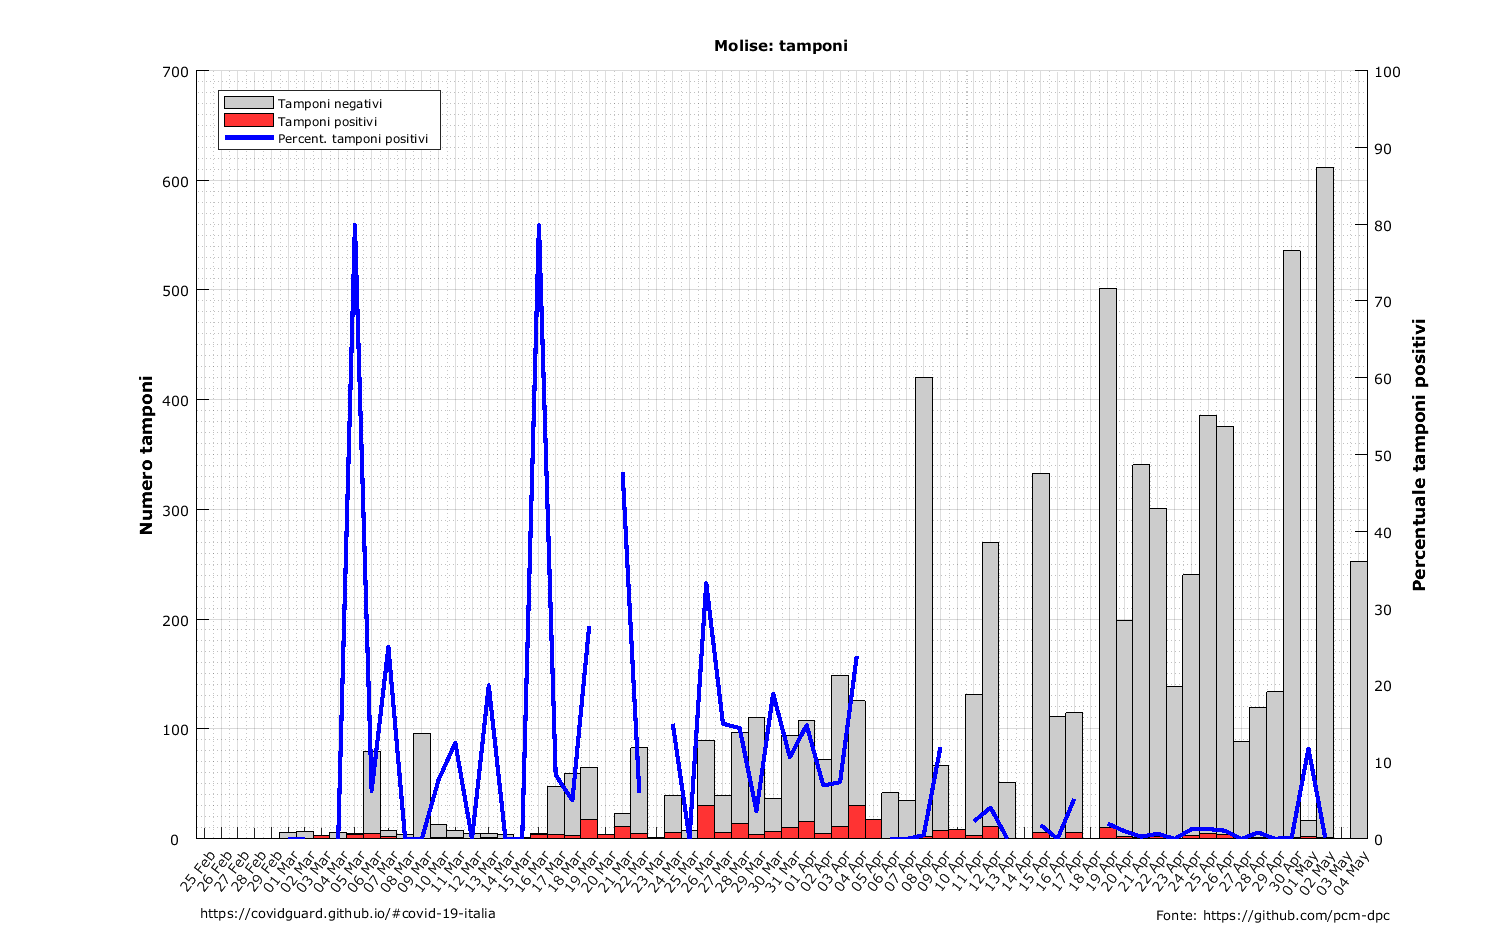 Molise: tamponi
700
600
500
400
300
200
100
0
Numero tamponi
Tamponi negativi
Tamponi positivi
Percent. tamponi positivi
100
90
80
70
60
50
40
30
20
10
0
Percentuale tamponi positivi
25 Feb
26 Feb
27 Feb
28 Feb
29 Feb
01 Mar
02 Mar
03 Mar
04 Mar
05 Mar
06 Mar
07 Mar
08 Mar
09 Mar
10 Mar
11 Mar
12 Mar
13 Mar
14 Mar
15 Mar
16 Mar
17 Mar
18 Mar
19 Mar
20 Mar
21 Mar
22 Mar
23 Mar
24 Mar
25 Mar
26 Mar
27 Mar
28 Mar
29 Mar
30 Mar
31 Mar
01 Apr
02 Apr
03 Apr
04 Apr
05 Apr
06 Apr
07 Apr
08 Apr
09 Apr
10 Apr
11 Apr
12 Apr
13 Apr
14 Apr
15 Apr
16 Apr
17 Apr
18 Apr
19 Apr
20 Apr
21 Apr
22 Apr
23 Apr
24 Apr
25 Apr
26 Apr
27 Apr
28 Apr
29 Apr
30 Apr
01 May
02 May
03 May
04 May
https://covidguard.github.io/#covid-19-italia
Fonte: https://github.com/pcm-dpc